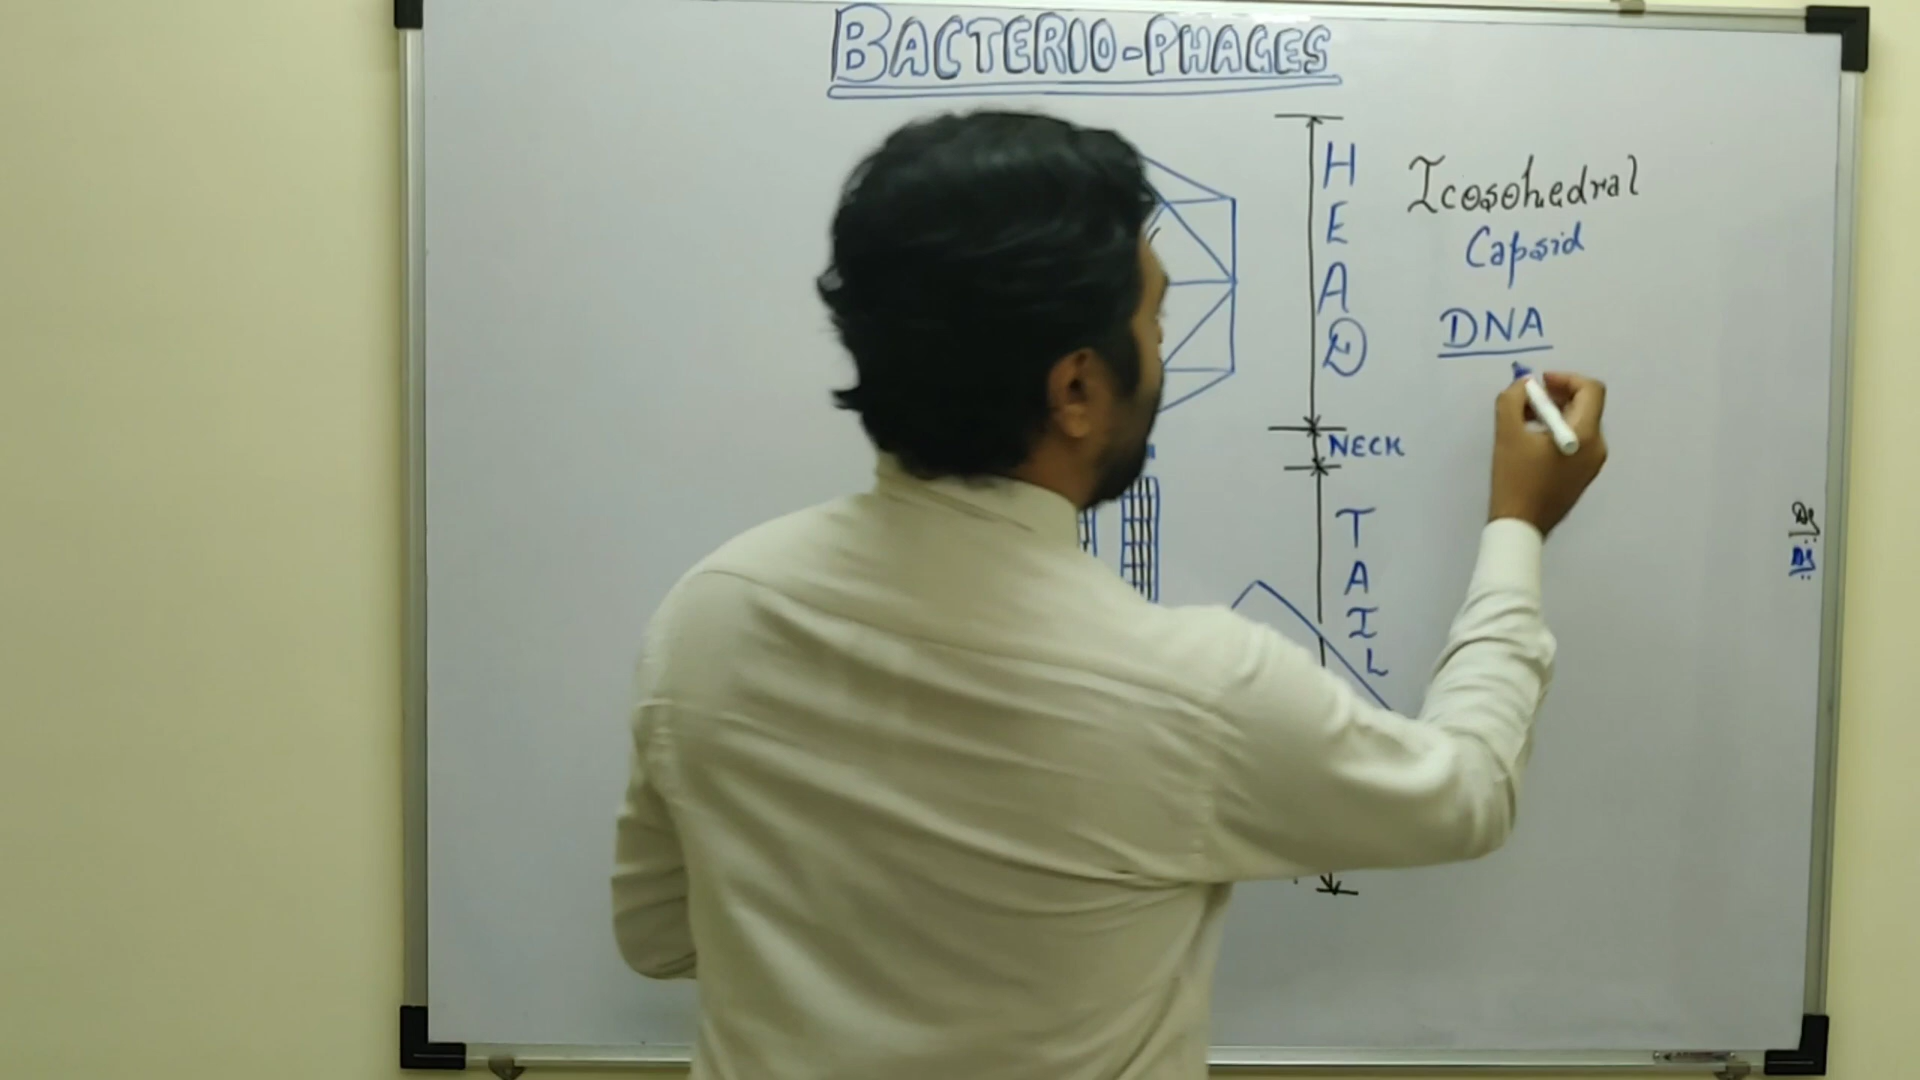 BACTERIO-PHAGES
HEAD
Icosohedral
Capsid
DNA
NECK
TAIL